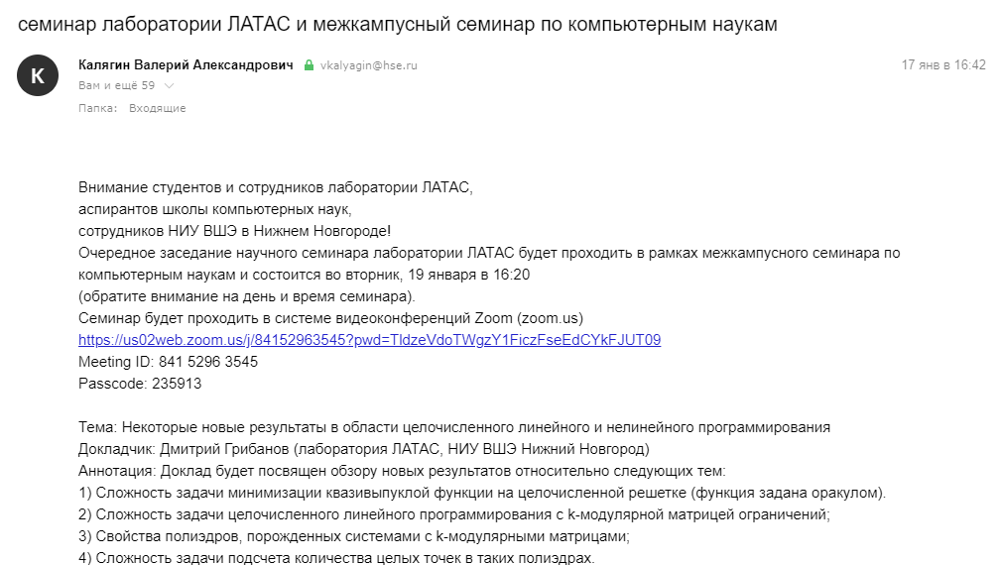 семинар лаборатории ЛАТАС и межкампусный семинар по компьютерным наукам
К
Калягин Валерий Александрович vkalyagin@hse.ru
17 янв в 16:42
Вам и ещё 59
Папка: Входящие
Внимание студентов и сотрудников лаборатории ЛАТАС,
аспирантов школы компьютерных наук,
сотрудников НИУ ВШЭ в Нижнем Новгороде!
Очередное заседание научного семинара лаборатории ЛАТАС будет проходить в рамках межкампусного семинара по
компьютерным наукам и состоится во вторник, 19 января в 16:20
(обратите внимание на день и время семинара).
Семинар будет проходить в системе видеоконференций Zoom (zoom.us)
https://us02web.zoom.us/j/84152963545?pwd=TldzeVdoTWgzY1FiczFseEdCYkFJUT09
Meeting ID: 841 5296 3545
Passcode: 235913
Тема: Некоторые новые результаты в области целочисленного линейного и нелинейного программирования
Докладчик: Дмитрий Грибанов (лаборатория ЛАТАС, НИУ ВШЭ Нижний Новгород)
Аннотация: Доклад будет посвящен обзору новых результатов относительно следующих тем:
1) Сложность задачи минимизации квазивыпуклой функции на целочисленной решетке (функция задана оракулом).
2) Сложность задачи целочисленного линейного программирования с k-модулярной матрицей ограничений;
3) Свойства полиэдров, порожденных системами с k-модулярными матрицами;
4) Сложность задачи подсчета количества целых точек в таких полиэдрах.